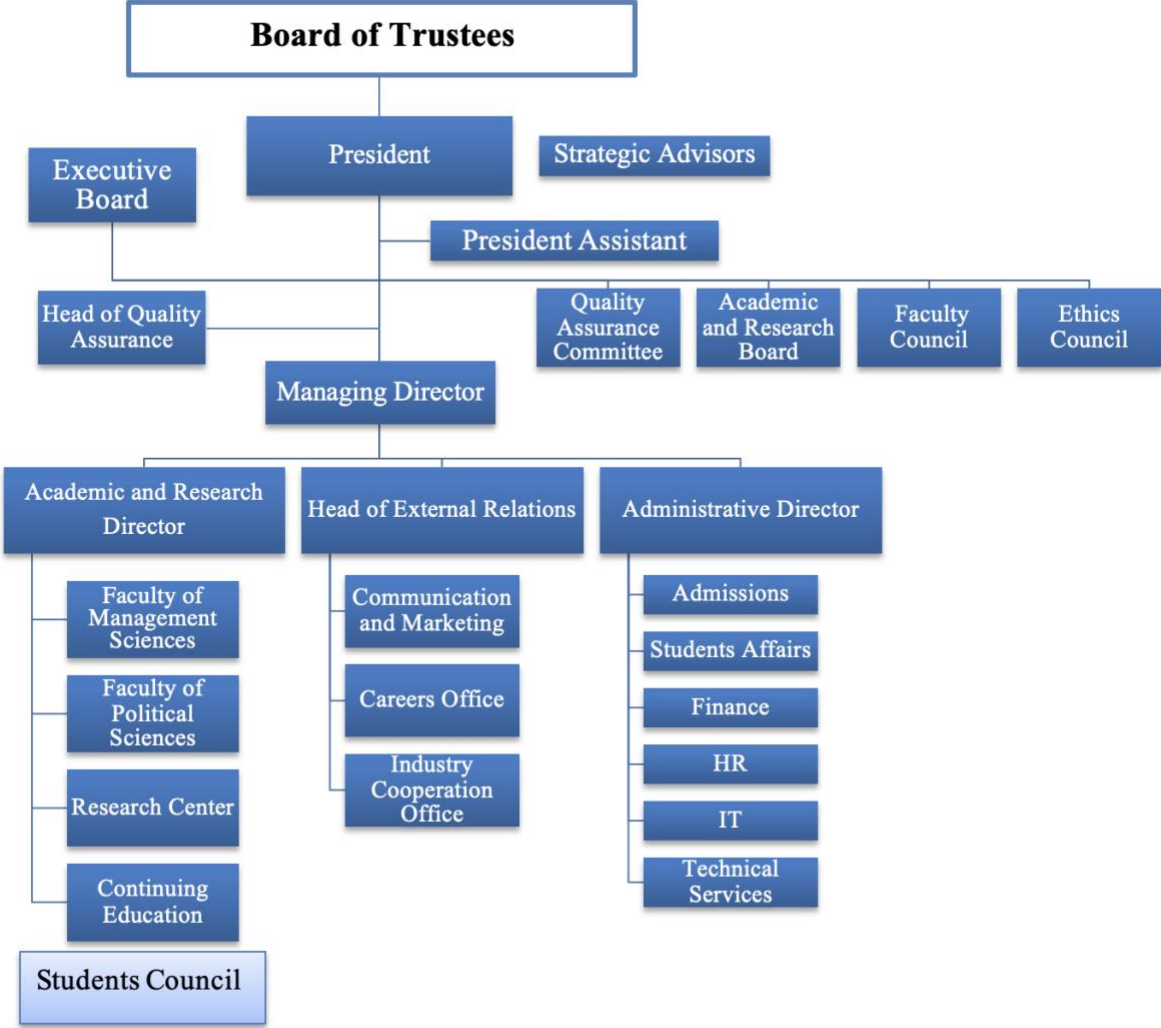 Board of Trustees
President
Strategic Advisors
Executive
Board
President Assistant
Head of Quality
Assurance
Quality
Assurance
Committee
Academic
and Research
Board
Faculty
Council
Ethics
Council
Managing Director
Academic and Research
Director
Head of External Relations
Administrative Director
Faculty of
Management
Sciences
Faculty of
Political
Sciences
Research Center
Continuing
Education
Communication
and Marketing
Careers Office
Industry
Cooperation
Office
Admissions
Students Affairs
Finance
HR
IT
Technical
Services
Students Council